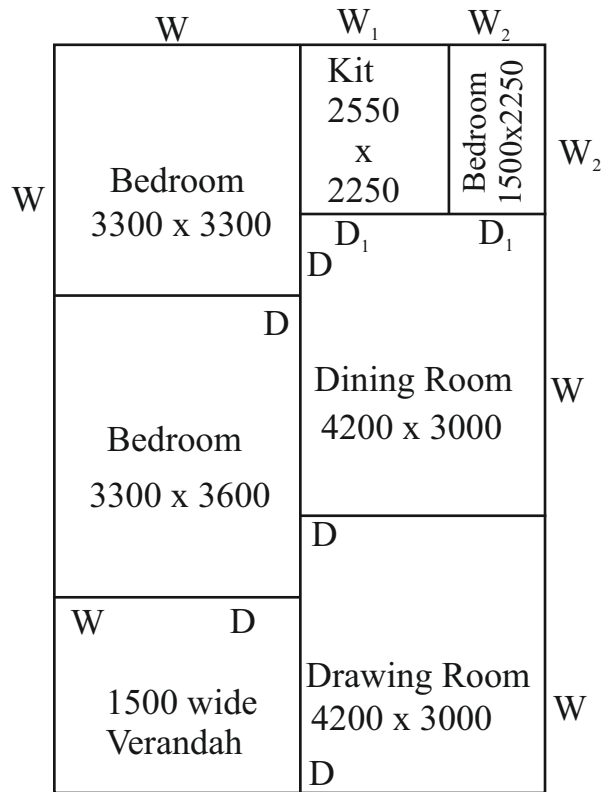 W
W₁
W₂
Kit
2550
x
2250
Bedroom
1500x2250
W₂
W
Bedroom
3300 x 3300
D₁
D₁
D
D
Dining Room
4200 x 3000
W
Bedroom
3300 x 3600
D
W
D
Drawing Room
4200 x 3000
W
1500 wide
Verandah
D